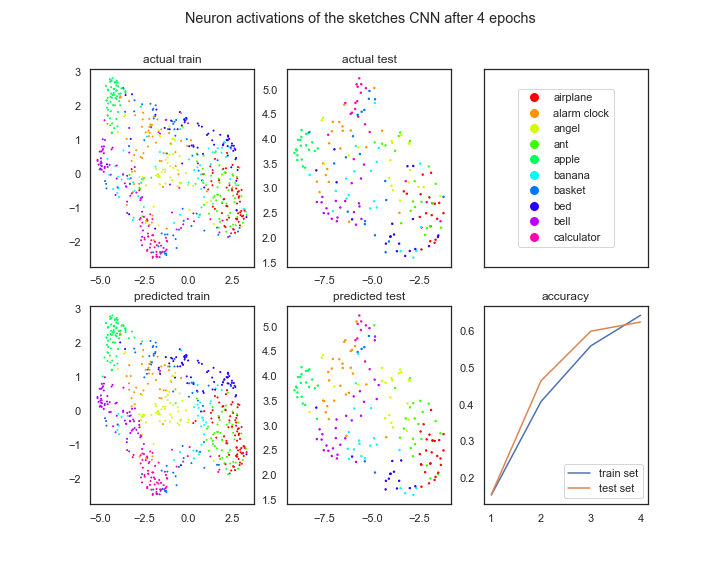 Neuron activations of the sketches CNN after 4 epochs
actual train
actual test
3
2
1
0
−1
−2
−5.0 −2.5 0.0 2.5
5.0
4.5
4.0
3.5
3.0
2.5
2.0
1.5
−7.5 −5.0 −2.5
airplane
alarm clock
angel
ant
apple
banana
basket
bed
bell
calculator
predicted train
predicted test
accuracy
3
2
1
0
−1
−2
−5.0 −2.5 0.0 2.5
5.0
4.5
4.0
3.5
3.0
2.5
2.0
1.5
−7.5 −5.0 −2.5
0.6
0.5
0.4
0.3
0.2
train set
test set
1 2 3 4